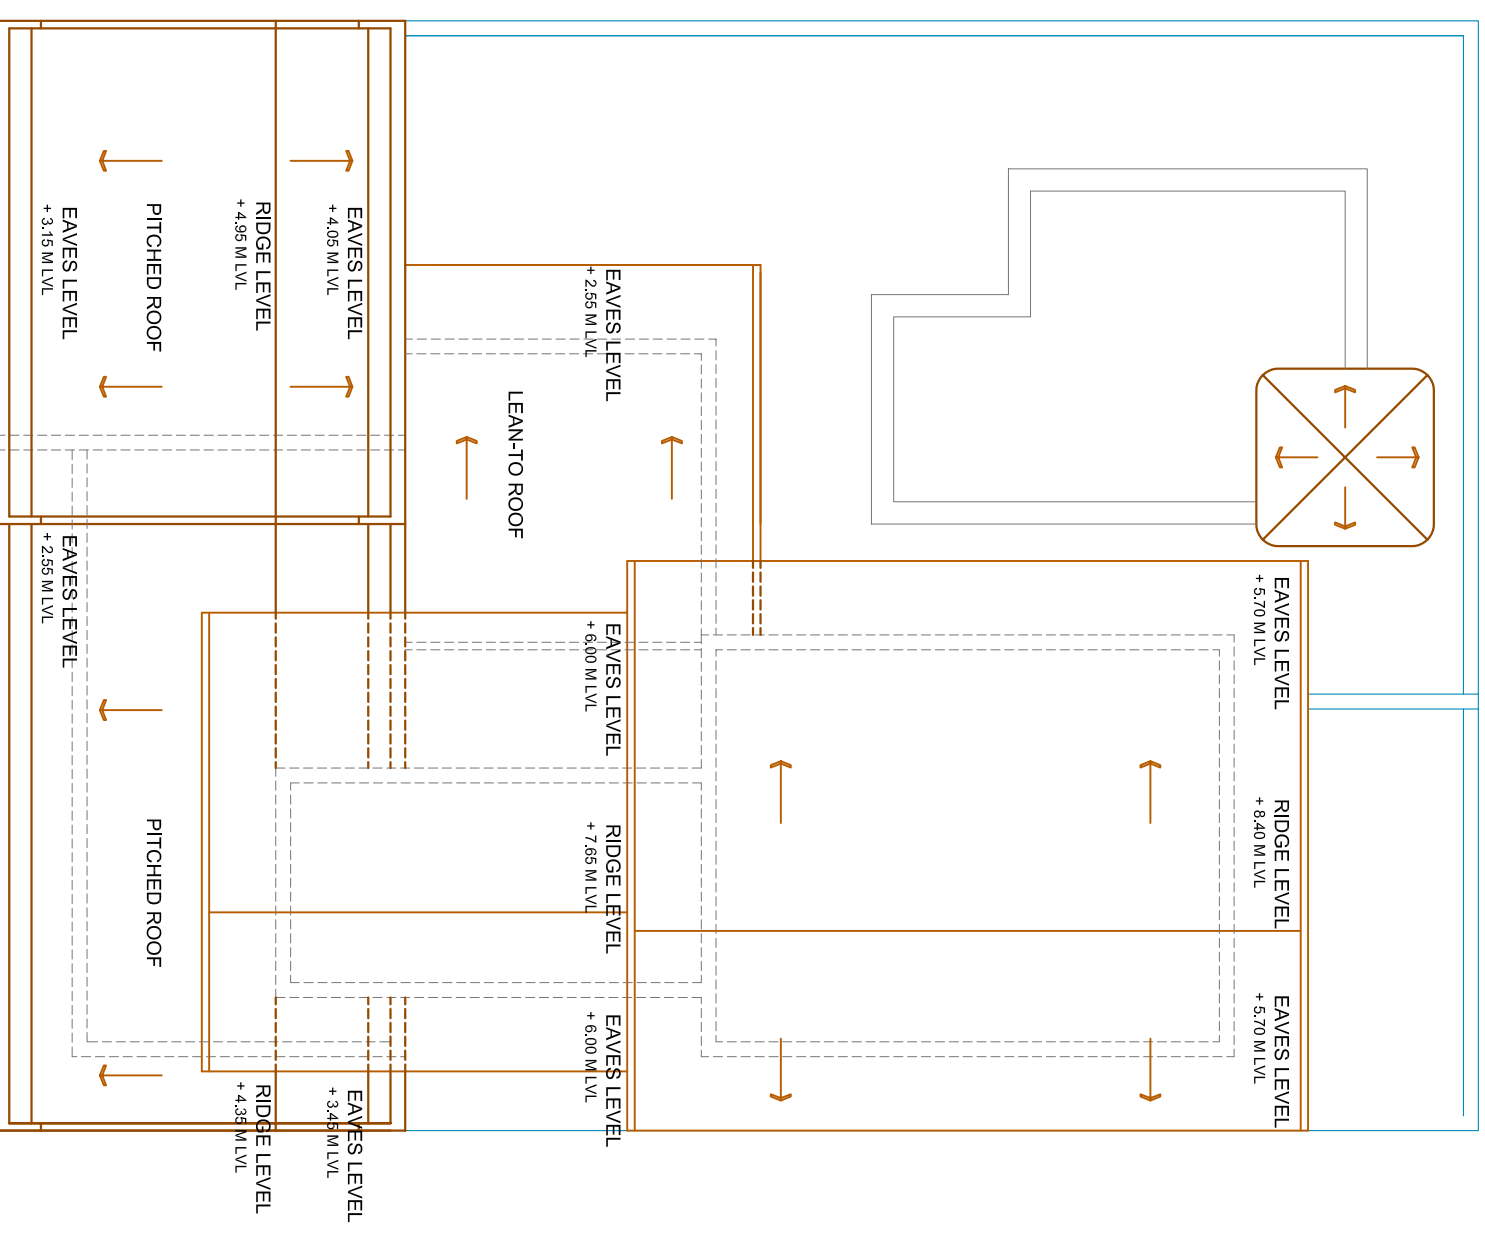 EAVES LEVEL
+ 3.15 M LVL
PITCHED ROOF
RIDGE LEVEL
+ 4.95 M LVL
EAVES LEVEL
+ 4.05 M LVL
EAVES LEVEL
+ 2.55 M LVL
LEAN-TO ROOF
EAVES LEVEL
+ 2.55 M LVL
EAVES LEVEL
+ 6.00 M LVL
EAVES LEVEL
+ 5.70 M LVL
PITCHED ROOF
RIDGE LEVEL
+ 7.65 M LVL
RIDGE LEVEL
+ 8.40 M LVL
EAVES LEVEL
+ 6.00 M LVL
EAVES LEVEL
+ 5.70 M LVL
RIDGE LEVEL
+ 4.35 M LVL
EAVES LEVEL
+ 3.45 M LVL